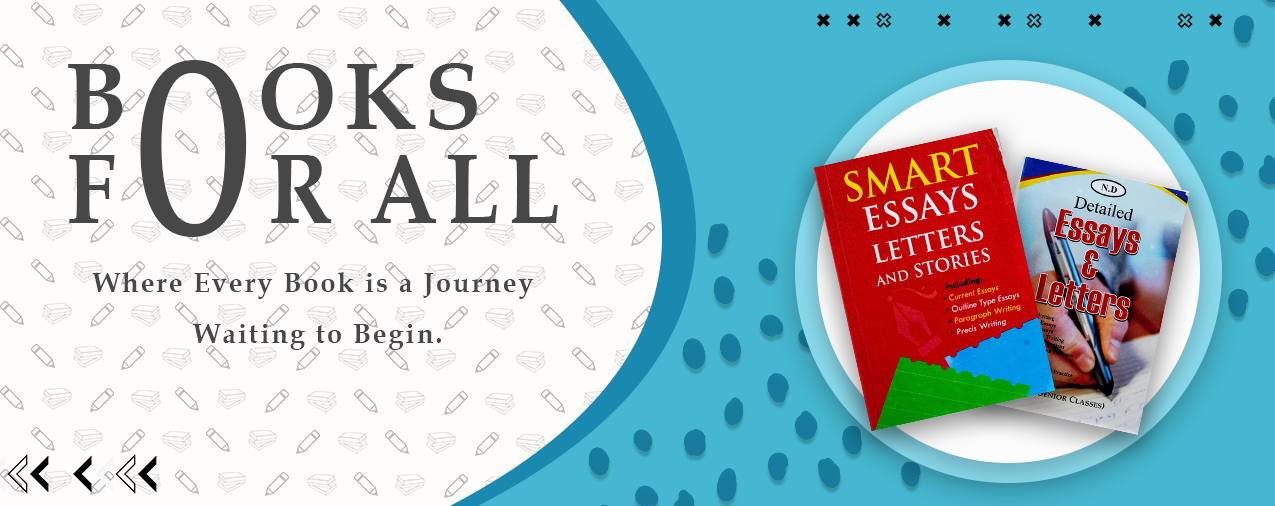 BOOKS
FOR ALL
Where Every Book is a Journey
Waiting to Begin.
SMART
ESSAYS
LETTERS
AND STORIES
Including:
• Current Essays
• Outline Type Essays
• Paragraph Writing
• Precis Writing
N.D
Detailed
Essays
&
Letters
Practice
SENIOR CLASSES)